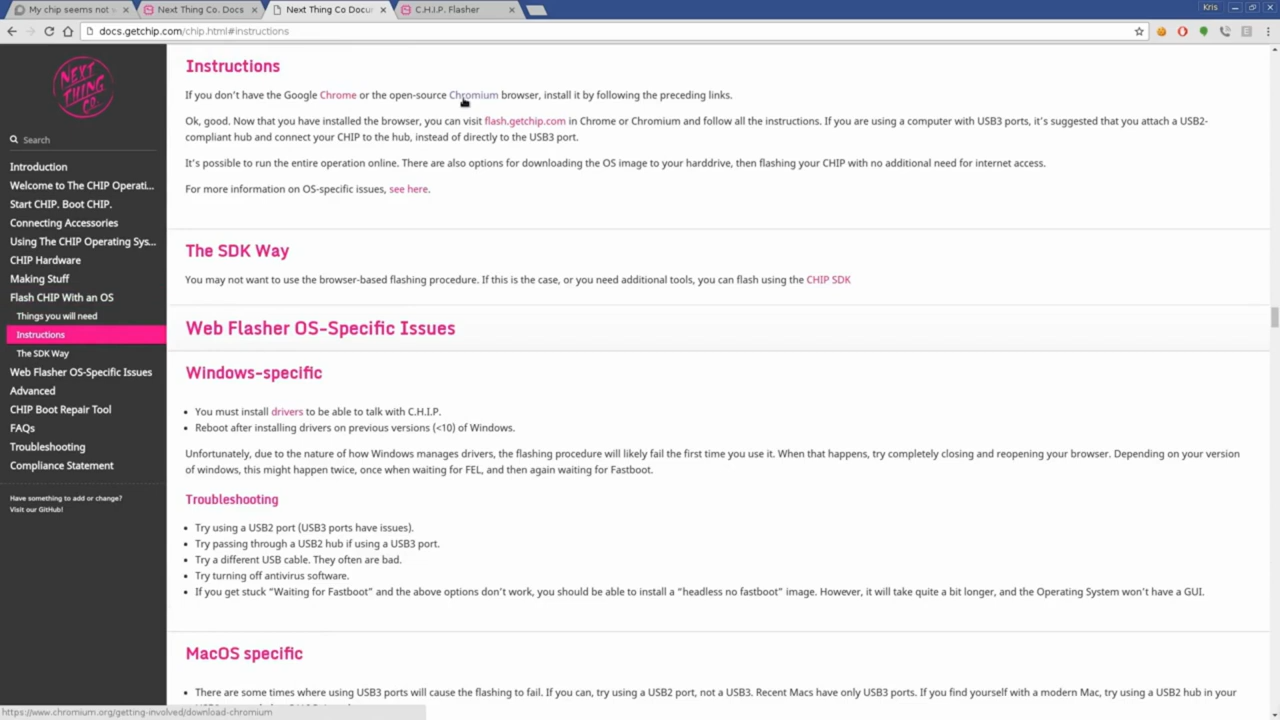 My chip seems not s
Next Thing Co. Docs
Next Thing Co Docu
C.H.I.P. Flasher
Kris
docs.getchip.com/chip.html#instructions
NEXT
THING
CO.
Search
Introduction
Welcome to The CHIP Operati...
Start CHIP. Boot CHIP.
Connecting Accessories
Using The CHIP Operating Sys...
CHIP Hardware
Making Stuff
Flash CHIP With an OS
Things you will need
Instructions
The SDK Way
Web Flasher OS-Specific Issues
Advanced
CHIP Boot Repair Tool
FAQs
Troubleshooting
Compliance Statement
Have something to add or change?
Visit our GitHub!
Instructions
If you don't have the Google Chrome or the open-source Chromium browser, install it by following the preceding links.
Ok, good. Now that you have installed the browser, you can visit flash.getchip.com in Chrome or Chromium and follow all the instructions. If you are using a computer with USB3 ports, it's suggested that you attach a USB2-
compliant hub and connect your CHIP to the hub, instead of directly to the USB3 port.
It's possible to run the entire operation online. There are also options for downloading the OS image to your harddrive, then flashing your CHIP with no additional need for internet access.
For more information on OS-specific issues, see here.
The SDK Way
You may not want to use the browser-based flashing procedure. If this is the case, or you need additional tools, you can flash using the CHIP SDK
Web Flasher OS-Specific Issues
Windows-specific
• You must install drivers to be able to talk with C.H.I.P.
• Reboot after installing drivers on previous versions (<10) of Windows.
Unfortunately, due to the nature of how Windows manages drivers, the flashing procedure will likely fail the first time you use it. When that happens, try completely closing and reopening your browser. Depending on your version
of windows, this might happen twice, once when waiting for FEL, and then again waiting for Fastboot.
Troubleshooting
• Try using a USB2 port (USB3 ports have issues).
• Try passing through a USB2 hub if using a USB3 port.
• Try a different USB cable. They often are bad.
• Try turning off antivirus software.
• If you get stuck "Waiting for Fastboot" and the above options don't work, you should be able to install a "headless no fastboot" image. However, it will take quite a bit longer, and the Operating System won't have a GUI.
MacOS specific
• There are some times where using USB3 ports will cause the flashing to fail. If you can, try using a USB2 port, not a USB3. Recent Macs have only USB3 ports. If you find yourself with a modern Mac, try using a USB2 hub in your
https://www.chromium.org/getting-involved/download-chromium